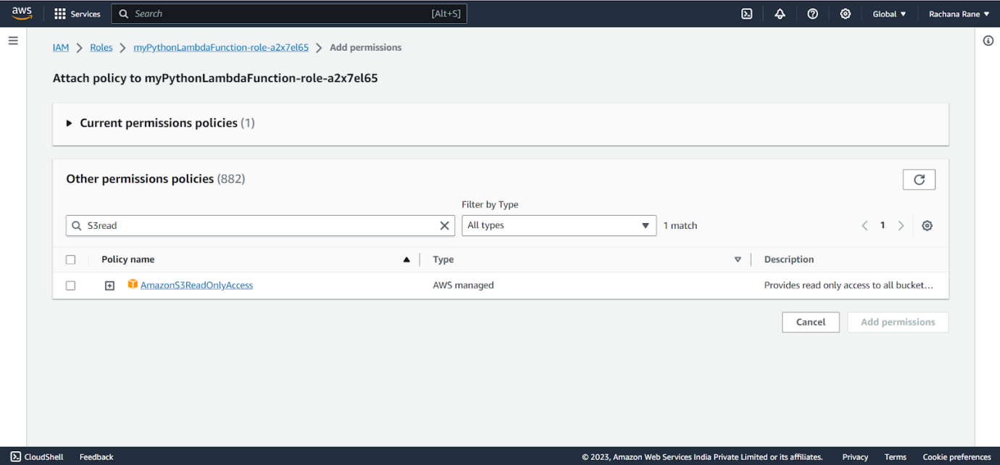 aws Services Search [Alt+S] Global ▼ Rachana Rane ▼
IAM > Roles > myPythonLambdaFunction-role-a2x7el65 > Add permissions
Attach policy to myPythonLambdaFunction-role-a2x7el65
Current permissions policies (1)
Other permissions policies (882)
Filter by Type
S3read All types 1 match 1
Policy name Type Description
AmazonS3ReadOnlyAccess AWS managed Provides read only access to all bucket...
Cancel Add permissions
CloudShell Feedback © 2023, Amazon Web Services India Private Limited or its affiliates. Privacy Terms Cookie preferences